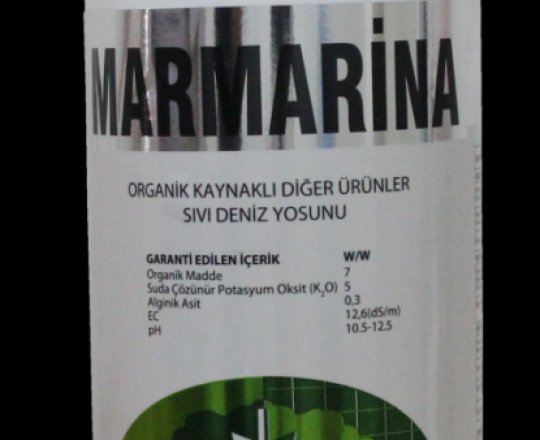 MARMARİNA
ORGANİK KAYNAKLI DİĞER ÜRÜNLER
SIVI DENİZ YOSUNU
GARANTİ EDİLEN İÇERİK W/W
Organik Madde 7
Suda Çözünür Potasyum Oksit (K₂O) 5
Alginik Asit 0,3
EC 12,6(dS/m)
pH 10.5-12.5